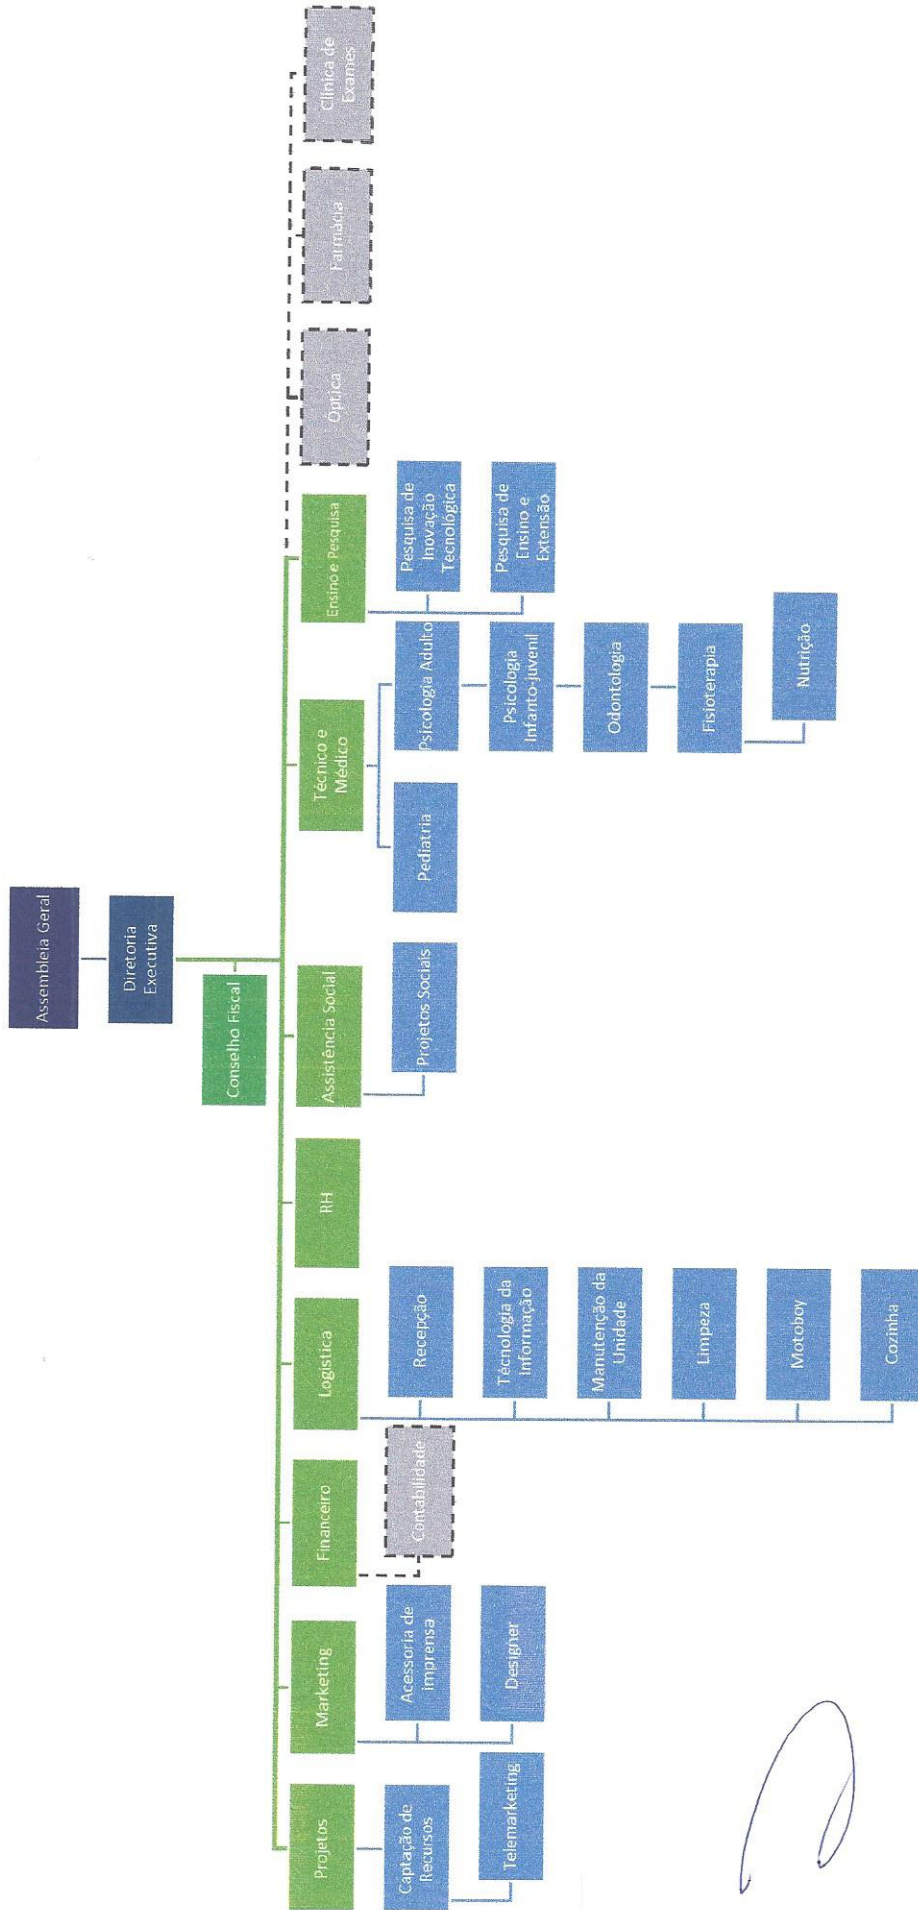 Assembleia Geral
Diretoria
Executiva
Conselho Fiscal
Projetos
Marketing
Financeiro
Logistica
RH
Assistência Social
Técnico e
Médico
Ensino e Pesquisa
Óptica
Farmácia
Clínica de
Exames
Captação de
Recursos
Telemarketing
Acessoria de
imprensa
Designer
Contabilidade
Recepção
Técnologia da
Informação
Manutenção da
Unidade
Limpeza
Motoboy
Cozinha
Projetos Sociais
Pediatria
Psicologia Adulto
Psicologia
Infanto-juvenil
Odontologia
Fisioterapia
Nutrição
Pesquisa de
Inovação
Tecnológica
Pesquisa de
Ensino e
Extensão